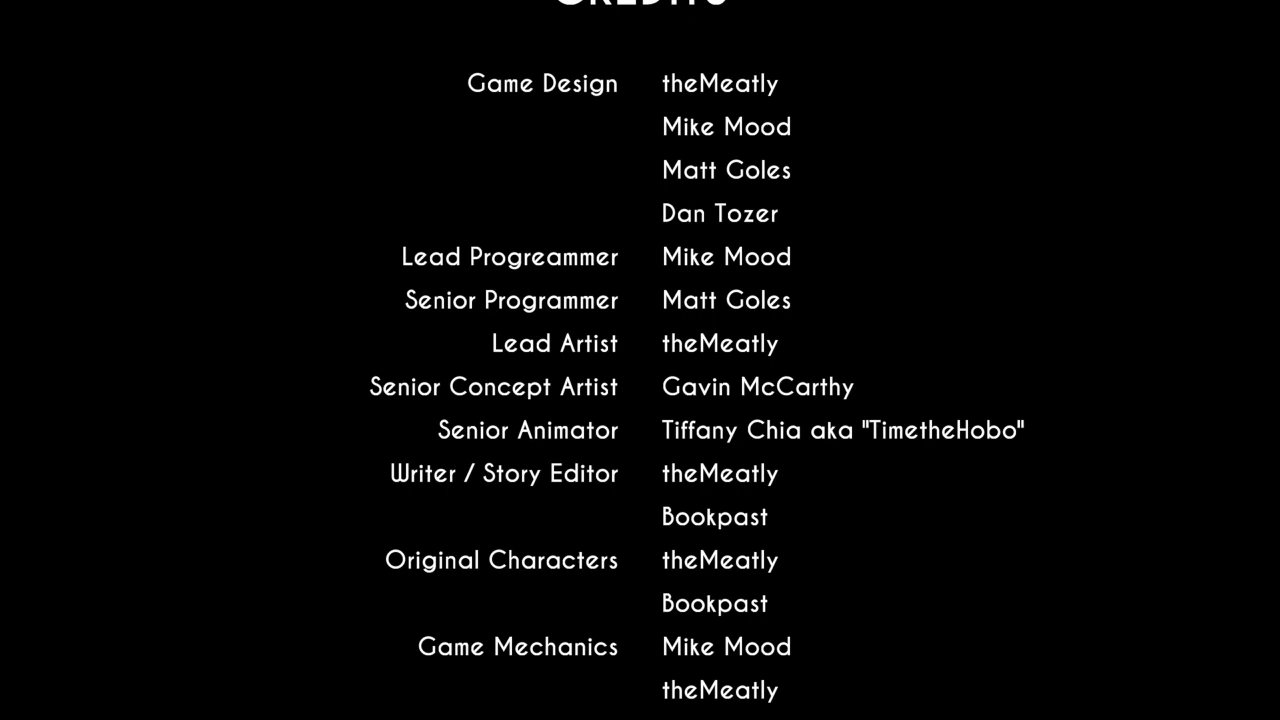 CREDITS
Game Design theMeatly
Mike Mood
Matt Goles
Dan Tozer
Lead Progreammer Mike Mood
Senior Programmer Matt Goles
Lead Artist theMeatly
Senior Concept Artist Gavin McCarthy
Senior Animator Tiffany Chia aka "TimetheHobo"
Writer / Story Editor theMeatly
Bookpast
Original Characters theMeatly
Bookpast
Game Mechanics Mike Mood
theMeatly